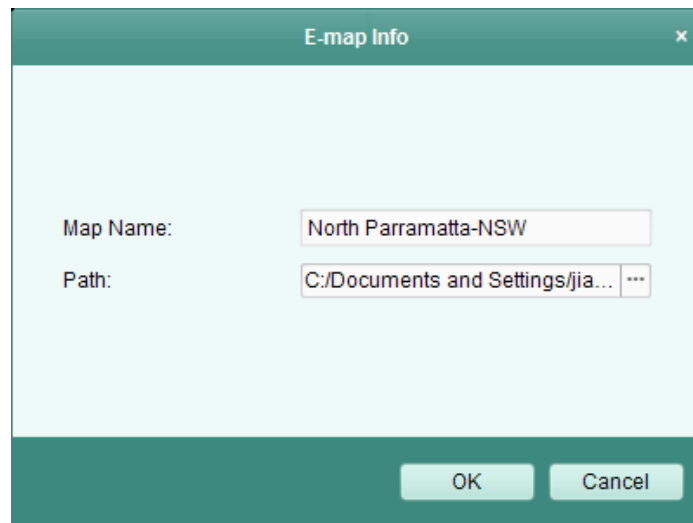 E-map Info
×
Map Name: North Parramatta-NSW
Path: C:/Documents and Settings/jia... ...
OK Cancel